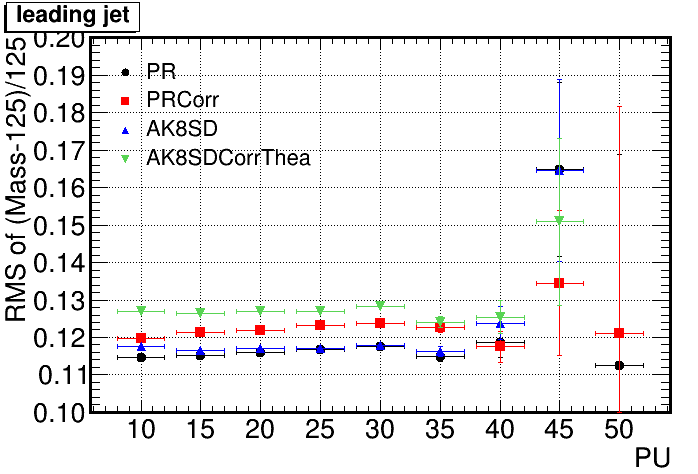 leading jet
RMS of (Mass-125)/125
0.20
0.19
0.18
0.17
0.16
0.15
0.14
0.13
0.12
0.11
0.10
PR
PRCorr
AK8SD
AK8SDCorrThea
10 15 20 25 30 35 40 45 50
PU